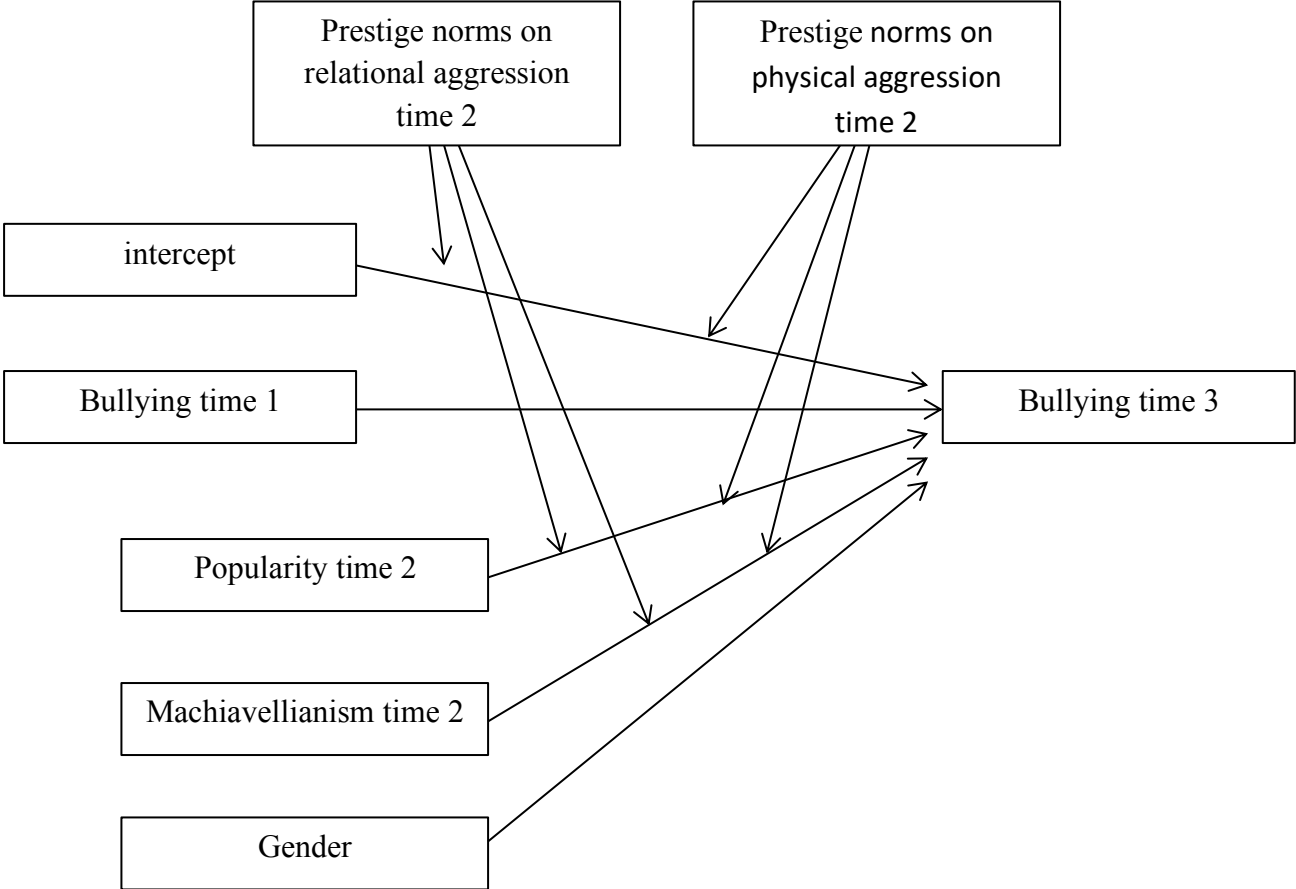 Prestige norms on
relational aggression
time 2
Prestige norms on
physical aggression
time 2
intercept
Bullying time 1
Bullying time 3
Popularity time 2
Machiavellianism time 2
Gender